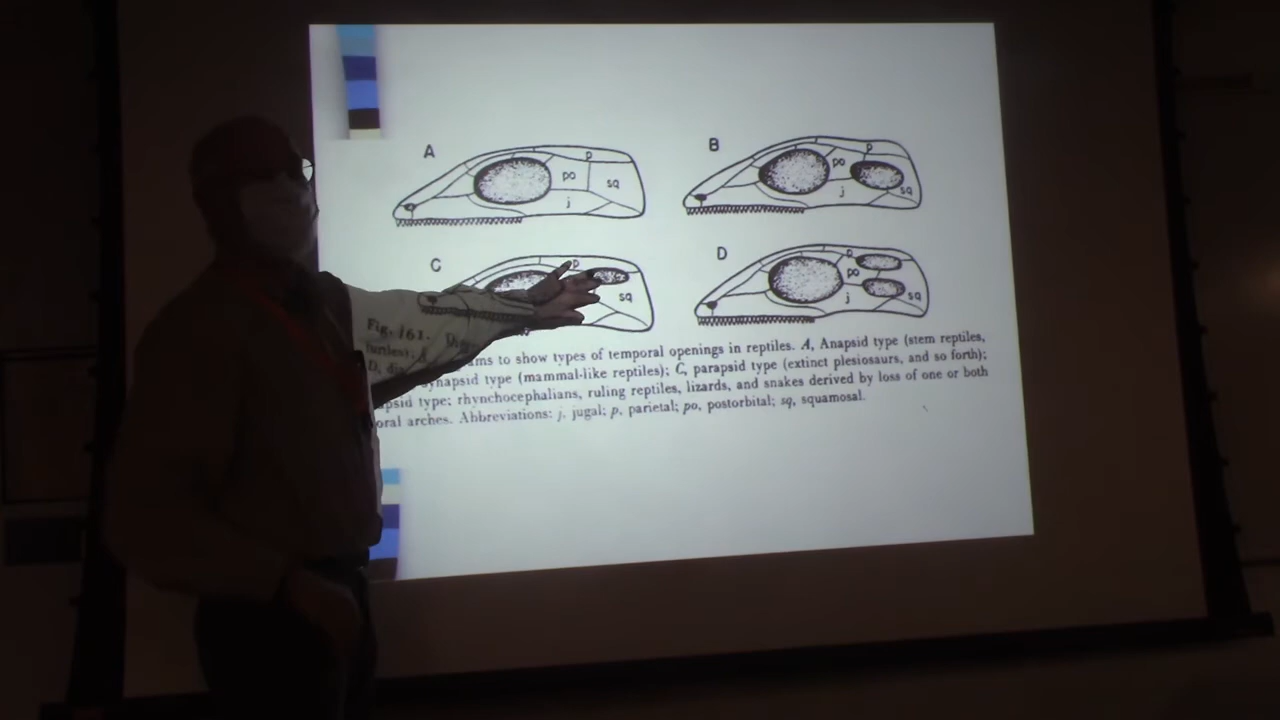 A
B
p
po
sq
j
p
po
j
sq
C
D
p
sq
p
po
j
sq
Fig. 161.
ams to show types of temporal openings in reptiles. A, Anapsid type (stem reptiles,
turtles);
ynapsid type (mammal-like reptiles); C, parapsid type (extinct plesiosaurs, and so forth);
D,
apsid type; rhynchocephalians, ruling reptiles, lizards, and snakes derived by loss of one or both
oral arches. Abbreviations: j, jugal; p, parietal; po, postorbital; sq, squamosal.